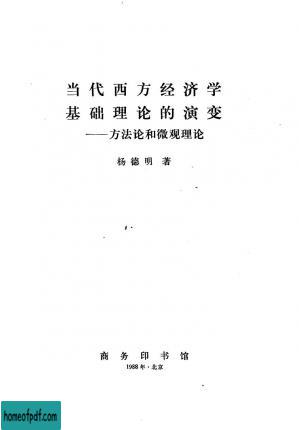 当代西方经济学
基础理论的演变
——方法论和微观理论
杨德明 著
商务印书馆
1988年·北京
homeofpdf.com